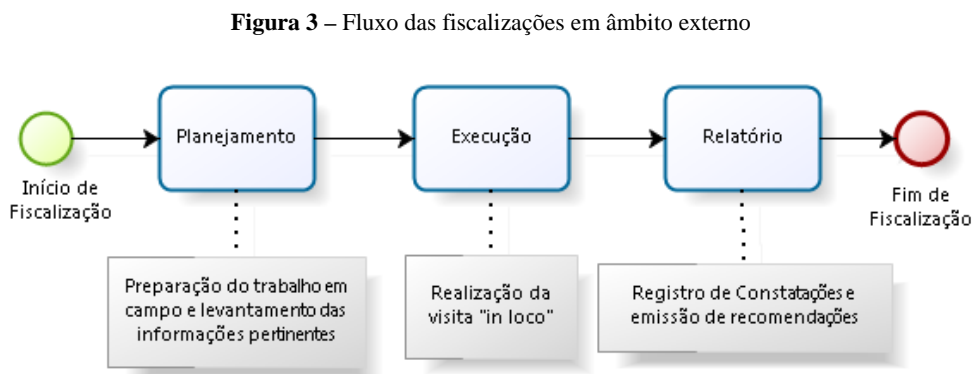 Figura 3 – Fluxo das fiscalizações em âmbito externo
Planejamento
Execução
Relatório
Início de
Fiscalização
Fim de
Fiscalização
Preparação do trabalho em
campo e levantamento das
informações pertinentes
Realização da
visita "in loco"
Registro de Constatações e
emissão de recomendações